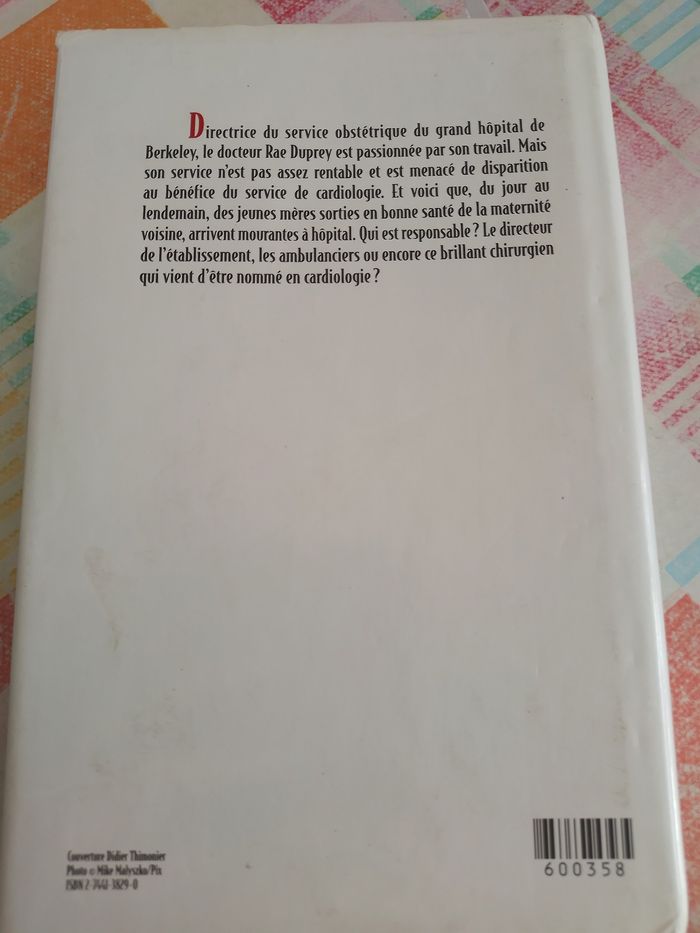 Directrice du service obstétrique du grand hôpital de
Berkeley, le docteur Rae Duprey est passionnée par son travail. Mais
son service n'est pas assez rentable et est menacé de disparition
au bénéfice du service de cardiologie. Et voici que, du jour au
lendemain, des jeunes mères sorties en bonne santé de la maternité
voisine, arrivent mourantes à hôpital. Qui est responsable ? Le directeur
de l'établissement, les ambulanciers ou encore ce brillant chirurgien
qui vient d'être nommé en cardiologie ?
Couverture Didier Thimonier
Photo © Mike Malyszko/Pix
ISBN 2-7441-3829-0
600358